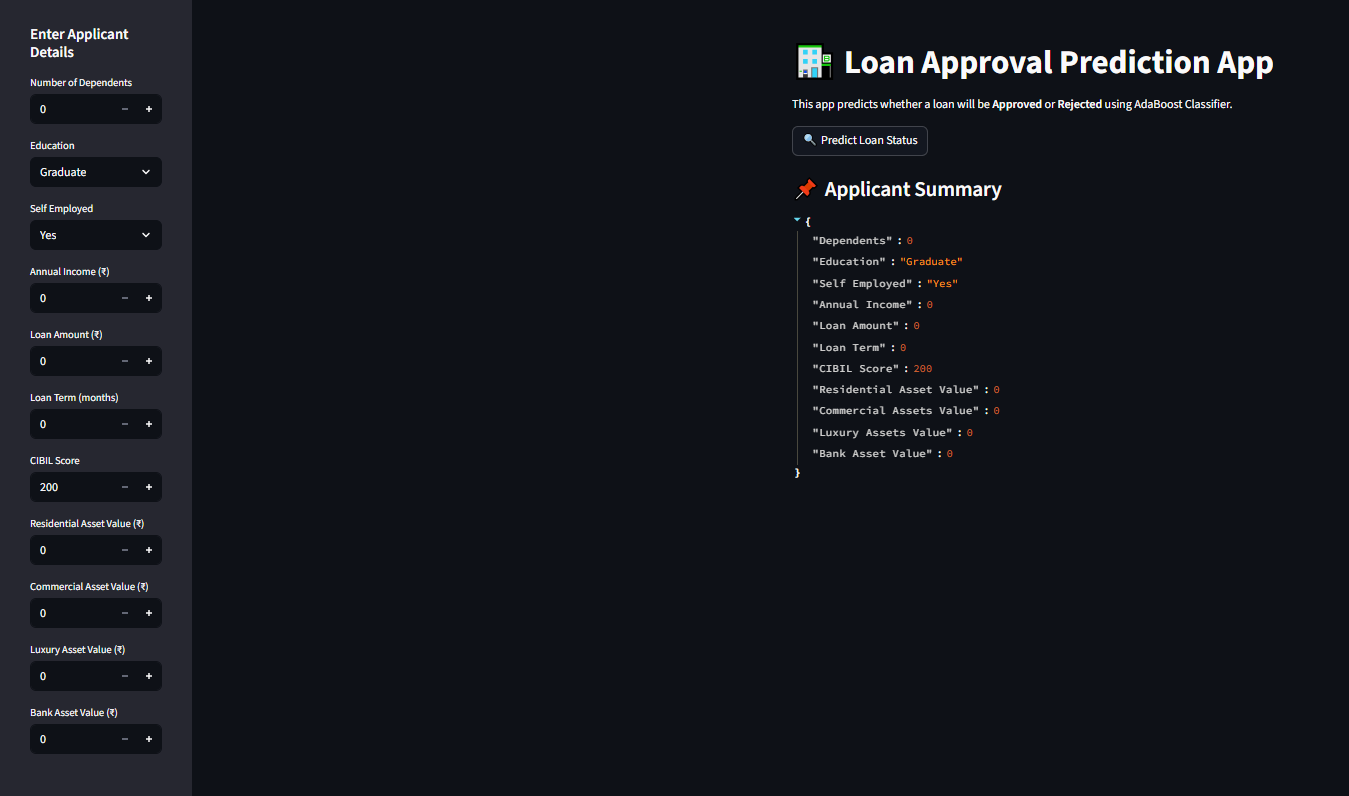 Enter Applicant
Details
Number of Dependents
0
Education
Graduate
Self Employed
Yes
Annual Income (₹)
0
Loan Amount (₹)
0
Loan Term (months)
0
CIBIL Score
200
Residential Asset Value (₹)
0
Commercial Asset Value (₹)
0
Luxury Asset Value (₹)
0
Bank Asset Value (₹)
0
Loan Approval Prediction App
This app predicts whether a loan will be Approved or Rejected using AdaBoost Classifier.
Predict Loan Status
Applicant Summary
{
"Dependents" : 0
"Education" : "Graduate"
"Self Employed" : "Yes"
"Annual Income" : 0
"Loan Amount" : 0
"Loan Term" : 0
"CIBIL Score" : 200
"Residential Asset Value" : 0
"Commercial Assets Value" : 0
"Luxury Assets Value" : 0
"Bank Asset Value" : 0
}